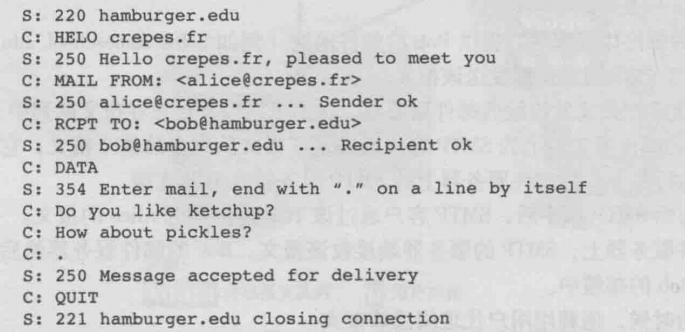 S: 220 hamburger.edu
C: HELO crepes.fr
S: 250 Hello crepes.fr, pleased to meet you
C: MAIL FROM: <alice@crepes.fr>
S: 250 alice@crepes.fr ... Sender ok
C: RCPT TO: <bob@hamburger.edu>
S: 250 bob@hamburger.edu ... Recipient ok
C: DATA
S: 354 Enter mail, end with "." on a line by itself
C: Do you like ketchup?
C: How about pickles?
C: .
S: 250 Message accepted for delivery
C: QUIT
S: 221 hamburger.edu closing connection